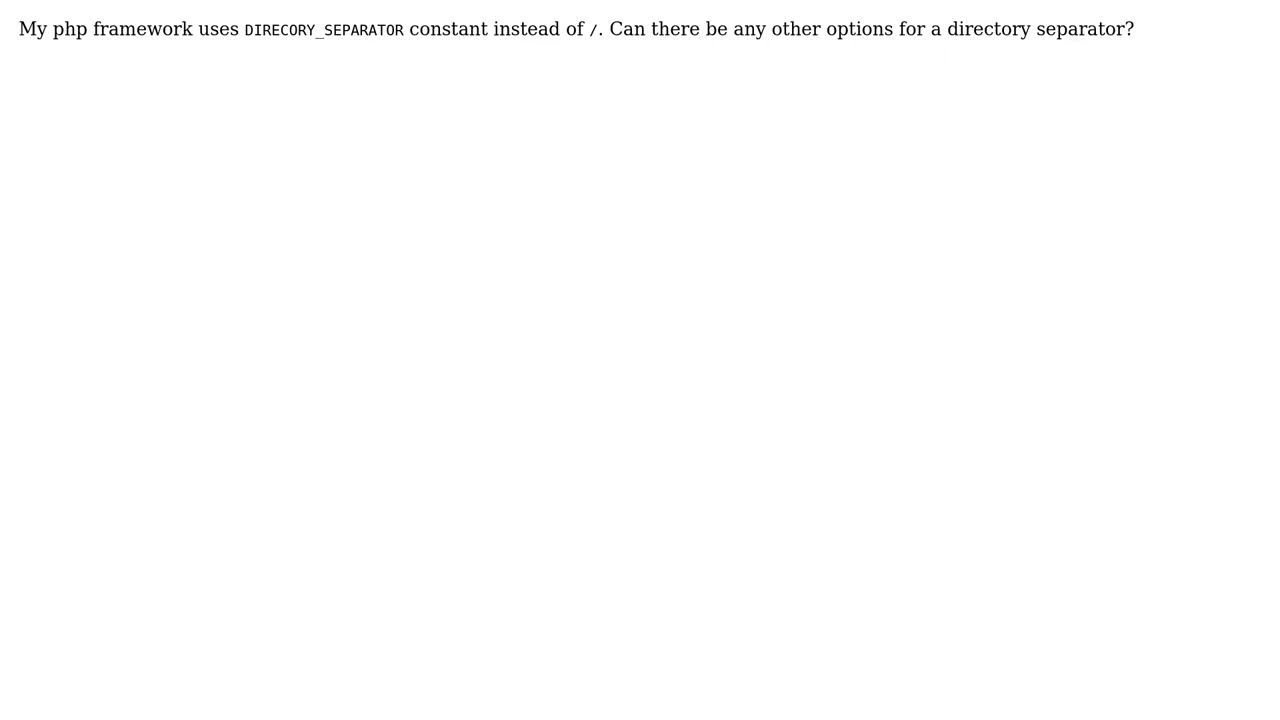 My php framework uses DIRECORY_SEPARATOR constant instead of /. Can there be any other options for a directory separator?